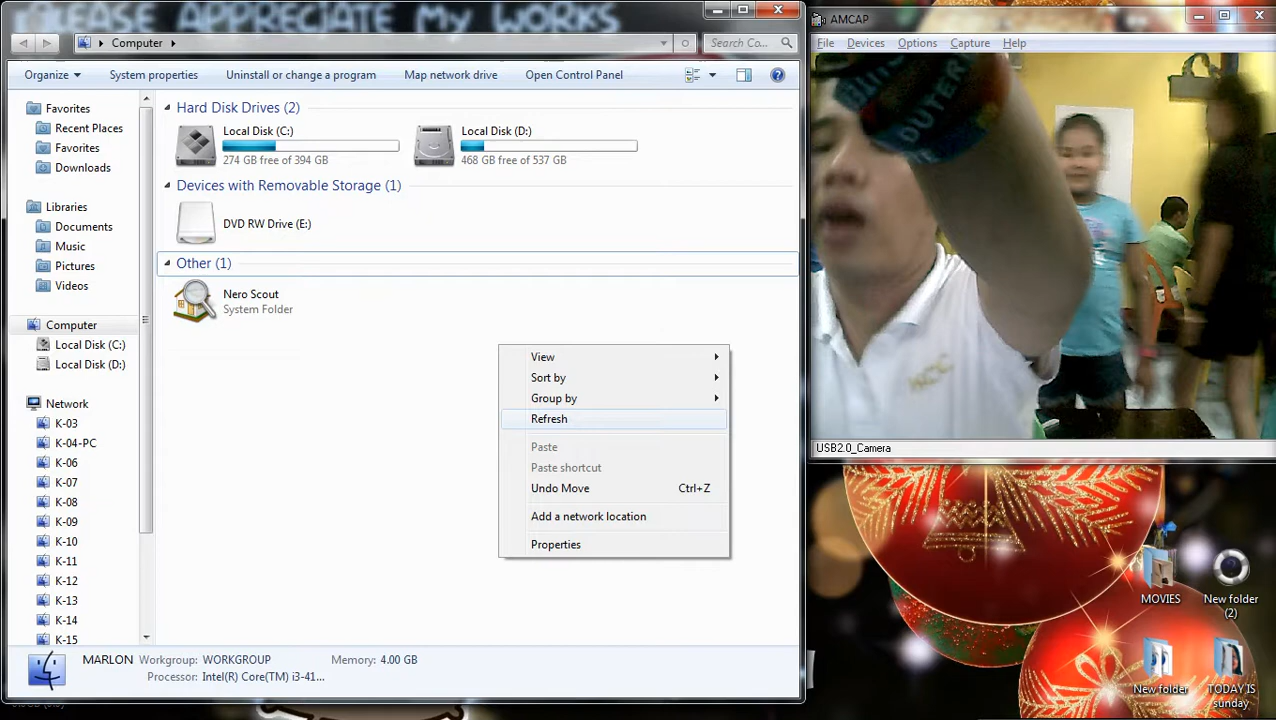 PLEASE APPRECIATE My WORKS
Computer
Search Co...
Organize
System properties
Uninstall or change a program
Map network drive
Open Control Panel
Favorites
Recent Places
Favorites
Downloads
Libraries
Documents
Music
Pictures
Videos
Computer
Local Disk (C:)
Local Disk (D:)
Network
K-03
K-04-PC
K-06
K-07
K-08
K-09
K-10
K-11
K-12
K-13
K-14
K-15
Hard Disk Drives (2)
Local Disk (C:)
274 GB free of 394 GB
Local Disk (D:)
468 GB free of 537 GB
Devices with Removable Storage (1)
DVD RW Drive (E:)
Other (1)
Nero Scout
System Folder
View
Sort by
Group by
Refresh
Paste
Paste shortcut
Undo Move Ctrl+Z
Add a network location
Properties
MARLON Workgroup: WORKGROUP Memory: 4.00 GB
Processor: Intel(R) Core(TM) i3-41...
AMCAP
File Devices Options Capture Help
DUTER
USB2.0_Camera
MOVIES
New folder
(2)
New folder
TODAY IS
sunday